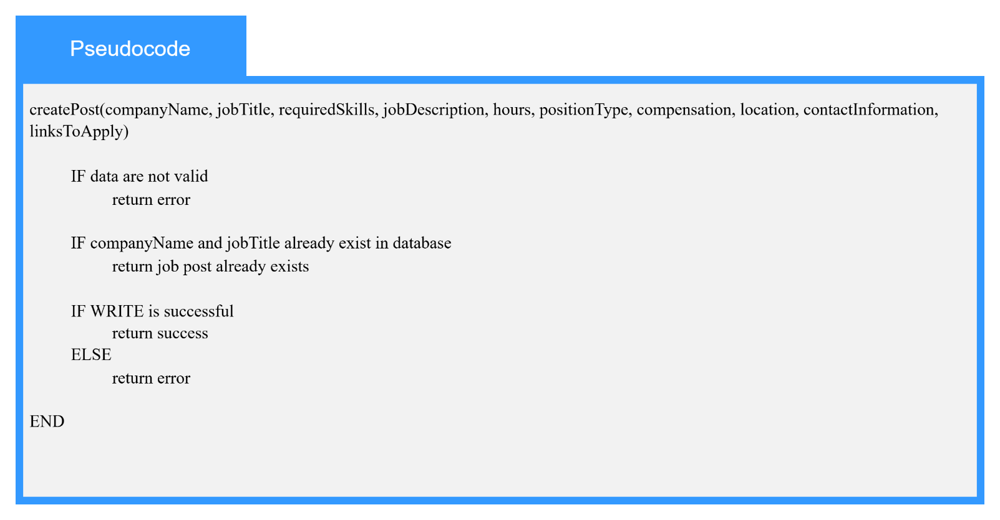 Pseudocode
createPost(companyName, jobTitle, requiredSkills, jobDescription, hours, positionType, compensation, location, contactInformation,
linksToApply)
IF data are not valid
return error
IF companyName and jobTitle already exist in database
return job post already exists
IF WRITE is successful
return success
ELSE
return error
END